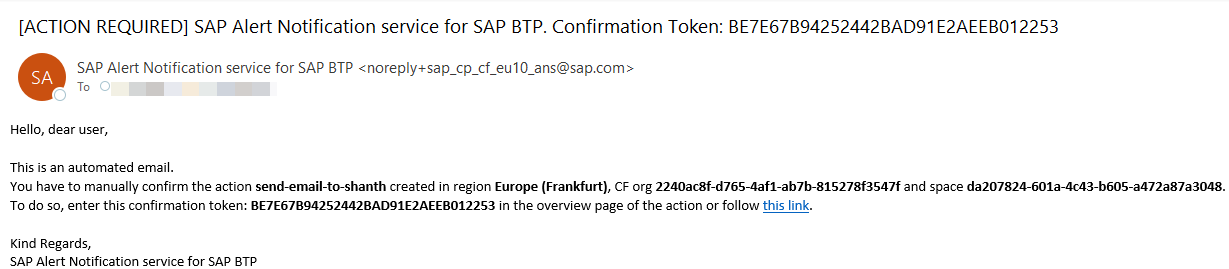 [ACTION REQUIRED] SAP Alert Notification service for SAP BTP. Confirmation Token: BE7E67B94252442BAD91E2AEEB012253
SA
SAP Alert Notification service for SAP BTP <noreply+sap_cp_cf_eu10_ans@sap.com>
To
Hello, dear user,
This is an automated email.
You have to manually confirm the action send-email-to-shanth created in region Europe (Frankfurt), CF org 2240ac8f-d765-4af1-ab7b-815278f3547f and space da207824-601a-4c43-b605-a472a87a3048.
To do so, enter this confirmation token: BE7E67B94252442BAD91E2AEEB012253 in the overview page of the action or follow this link.
Kind Regards,
SAP Alert Notification service for SAP BTP